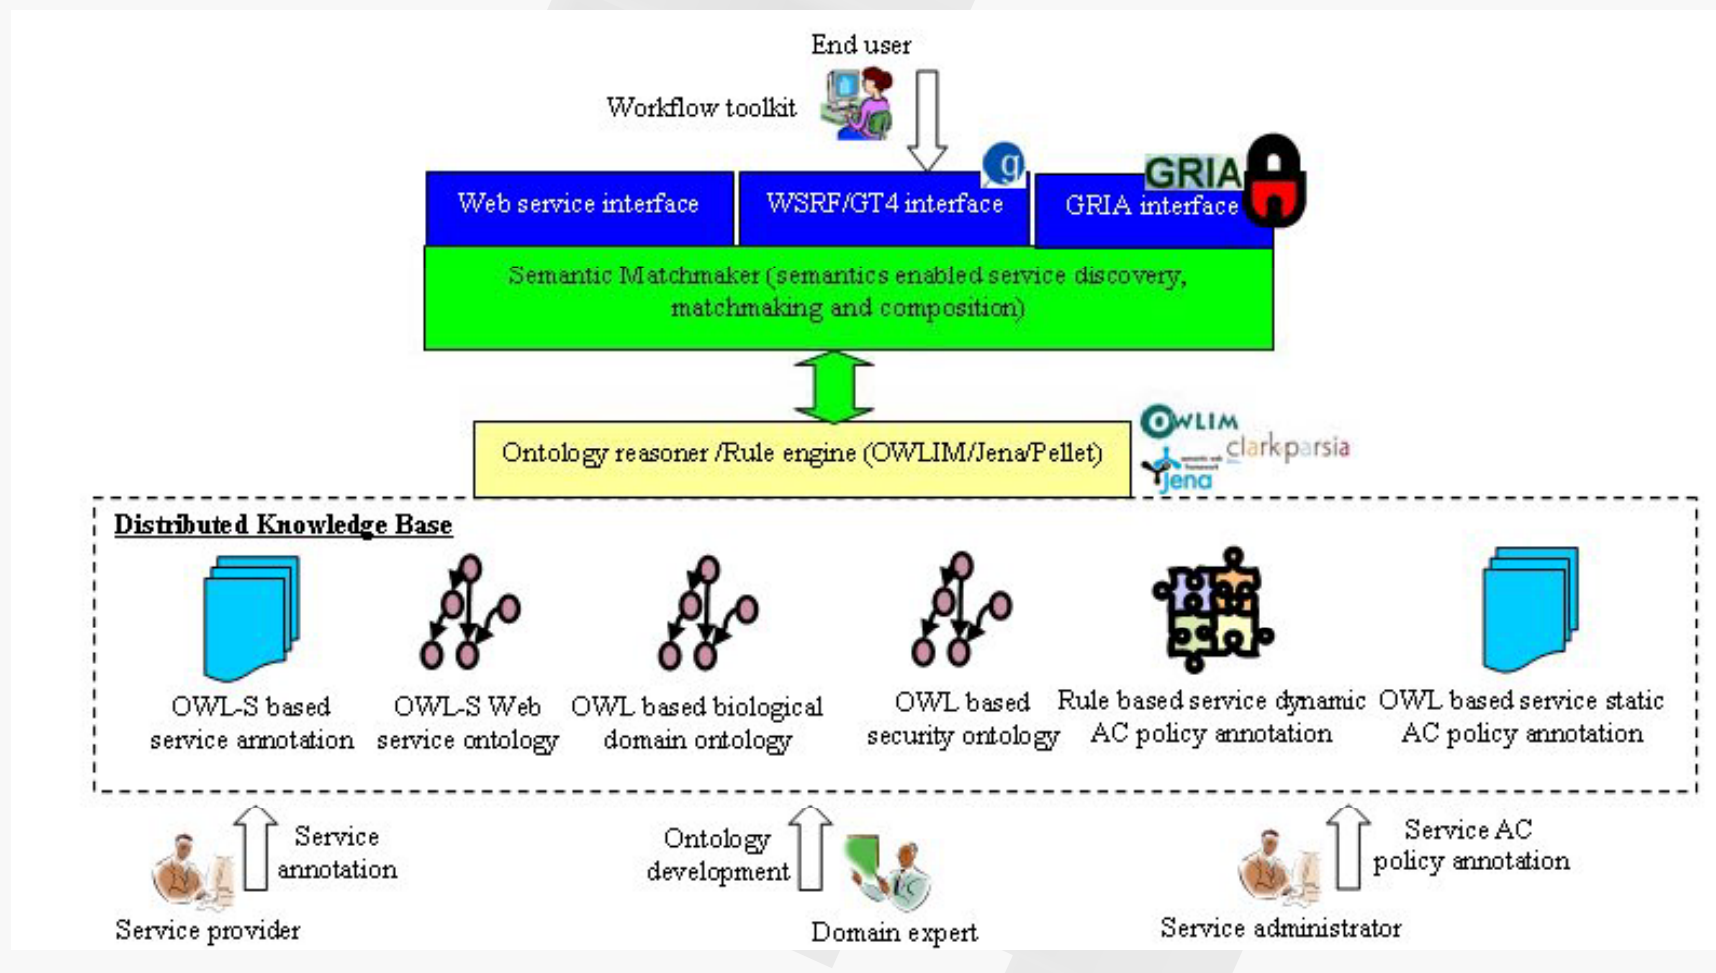 End user
Workflow toolkit
g
GRIA
Web service interface
WSRF/GT4 interface
GRIA interface
Semantic Matchmaker (semantics enabled service discovery,
matchmaking and composition)
Ontology reasoner /Rule engine (OWLIM/Jena/Pellet)
OWLIM
clarkparsia
semantic web
framework
jena
Distributed Knowledge Base
OWL-S based
service annotation
OWL-S Web
service ontology
OWL based biological
domain ontology
OWL based
security ontology
Rule based service dynamic
AC policy annotation
OWL based service static
AC policy annotation
Service
annotation
Service provider
Ontology
development
Domain expert
Service AC
policy annotation
Service administrator